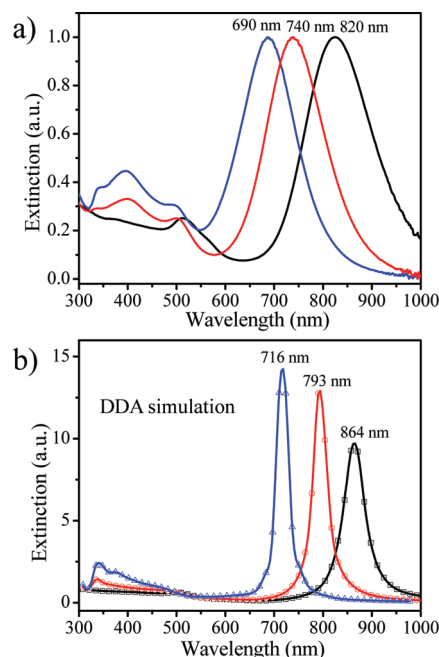 a)
690 nm 740 nm 820 nm
Extinction (a.u.)
1.0
0.8
0.6
0.4
0.2
0.0
300 400 500 600 700 800 900 1000
Wavelength (nm)
b)
716 nm
793 nm
864 nm
DDA simulation
Extinction (a.u.)
15
10
5
0
300 400 500 600 700 800 900 1000
Wavelength (nm)